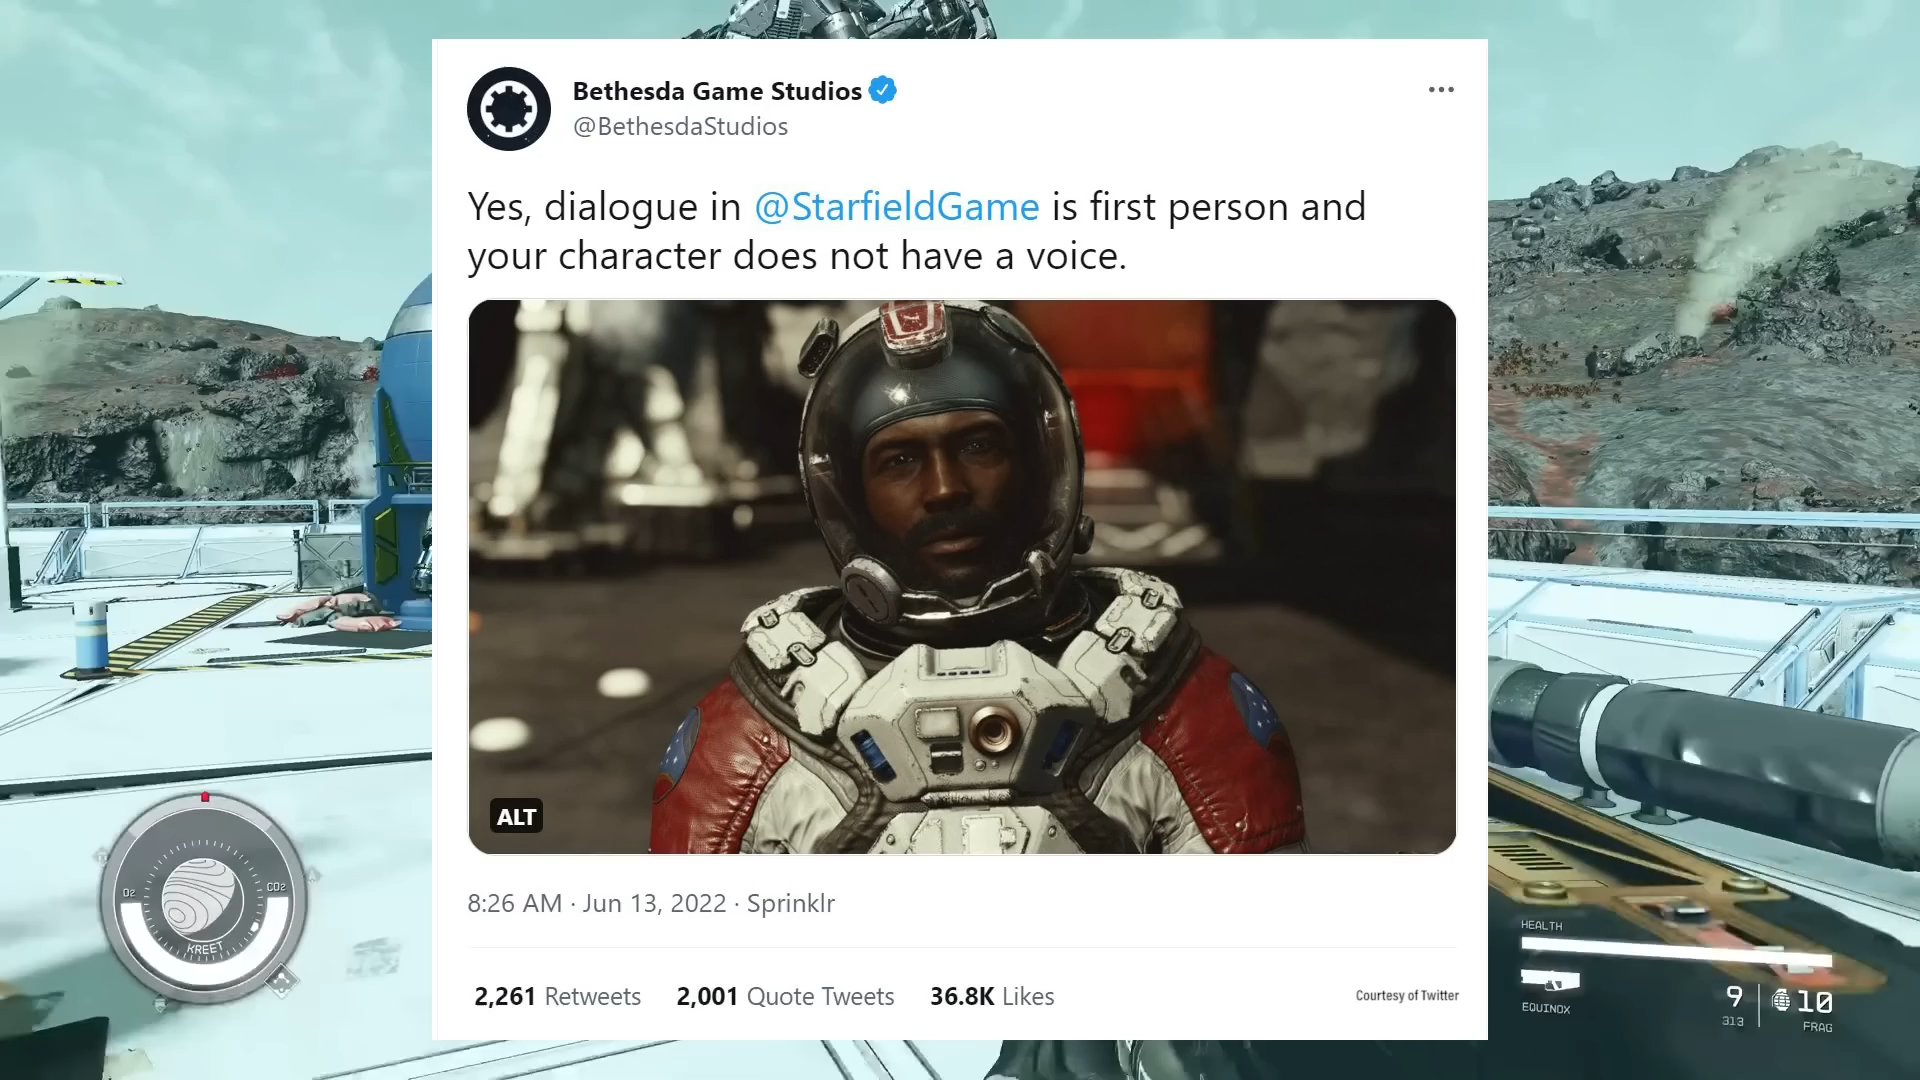 Bethesda Game Studios
@BethesdaStudios
Yes, dialogue in @StarfieldGame is first person and
your character does not have a voice.
ALT
8:26 AM · Jun 13, 2022 · Sprinklr
2,261 Retweets 2,001 Quote Tweets 36.8K Likes
Courtesy of Twitter
O2
CO2
KREET
HEALTH
EQUINOX
9
313
10
FRAG